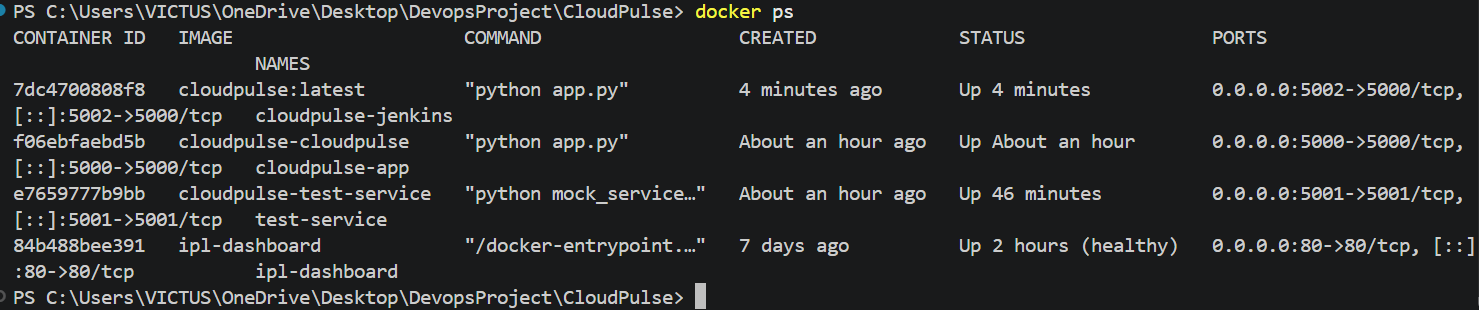 PS C:\Users\VICTUS\OneDrive\Desktop\DevopsProject\CloudPulse> docker ps
CONTAINER ID   IMAGE                    COMMAND                  CREATED             STATUS                 PORTS
                    NAMES
7dc4700808f8   cloudpulse:latest        "python app.py"          4 minutes ago       Up 4 minutes           0.0.0.0:5002->5000/tcp,
[::]:5002->5000/tcp   cloudpulse-jenkins
f06ebfaebd5b   cloudpulse-cloudpulse    "python app.py"          About an hour ago   Up About an hour       0.0.0.0:5000->5000/tcp,
[::]:5000->5000/tcp   cloudpulse-app
e7659777b9bb   cloudpulse-test-service   "python mock_service…"   About an hour ago   Up 46 minutes          0.0.0.0:5001->5001/tcp,
[::]:5001->5001/tcp   test-service
84b488bee391   ipl-dashboard            "/docker-entrypoint.…"   7 days ago          Up 2 hours (healthy)   0.0.0.0:80->80/tcp, [::]
:80->80/tcp          ipl-dashboard
PS C:\Users\VICTUS\OneDrive\Desktop\DevopsProject\CloudPulse>